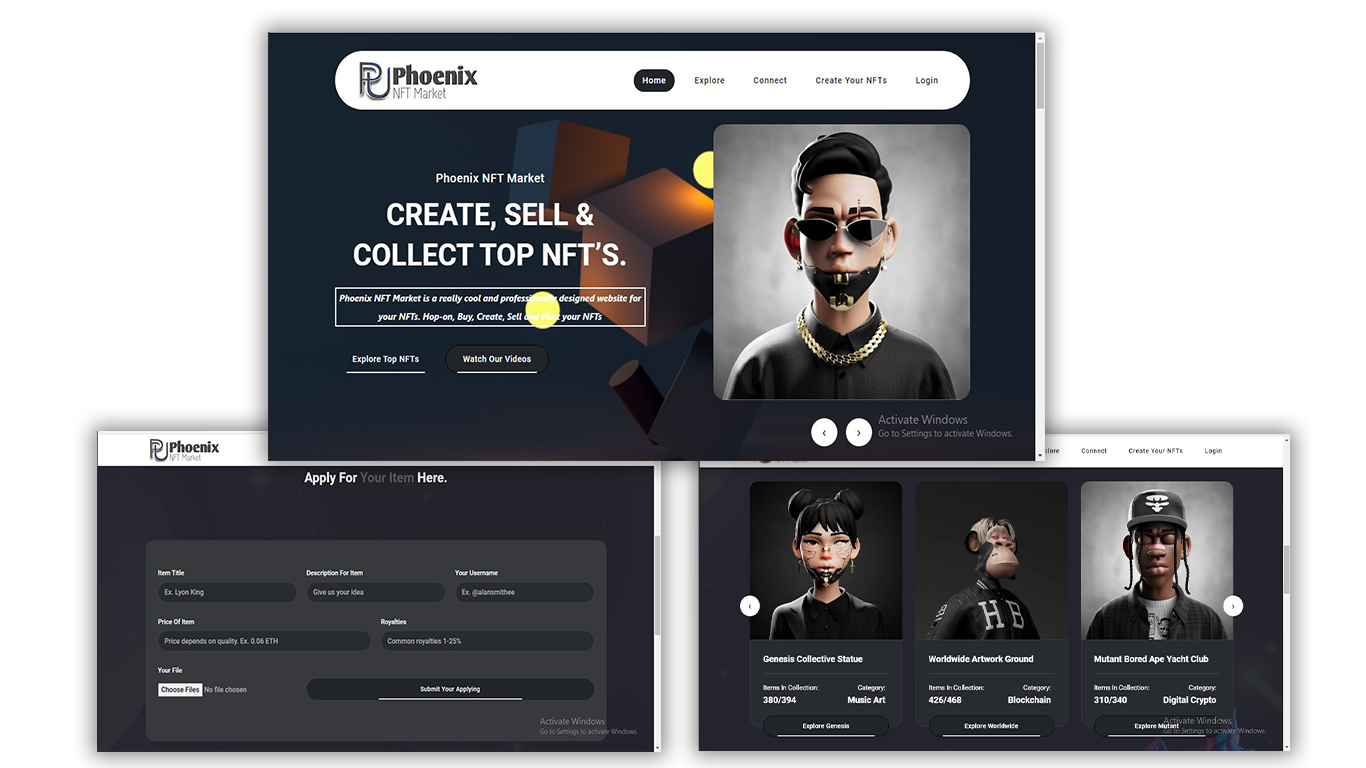 Phoenix
NFT Market
Home Explore Connect Create Your NFTs Login
Phoenix NFT Market
CREATE, SELL &
COLLECT TOP NFT’S.
Phoenix NFT Market is a really cool and professionally designed website for
your NFTs. Hop-on, Buy, Create, Sell and Mint your NFTs
Explore Top NFTs Watch Our Videos
‹ ›
Activate Windows
Go to Settings to activate Windows.
Phoenix
NFT Market
Apply For Your Item Here.
Item Title Description For Item Your Username
Ex. Lyon King Give us your idea Ex. @alansmithee
Price Of Item Royalties
Price depends on quality. Ex. 0.06 ETH Common royalties 1-25%
Your File
Choose Files No file chosen Submit Your Applying
Activate Windows
Go to Settings to activate Windows.
plore Connect Create Your NFTs Login
H B
‹ ›
Genesis Collective Statue Worldwide Artwork Ground Mutant Bored Ape Yacht Club
Items In Collection: Category: Items In Collection: Category: Items In Collection: Category:
380/394 Music Art 426/468 Blockchain 310/340 Digital Crypto
Explore Genesis Explore Worldwide Explore Mutant
Activate Windows
Go to Settings to activate Windows.